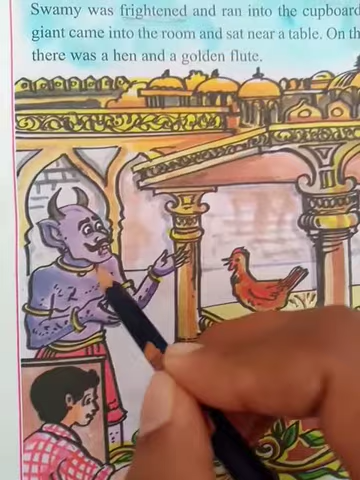 Swamy was frightened and ran into the cupboard
giant came into the room and sat near a table. On
there was a hen and a golden flute.